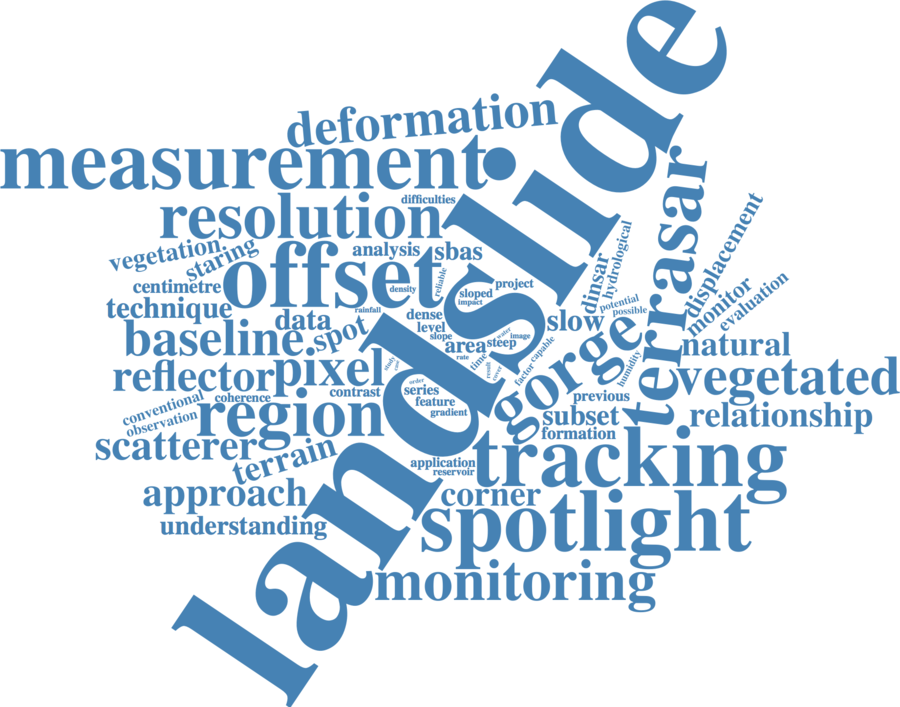 landslide
deformation
measurement
resolution
difficulties
vegetation
staring
analysis
sbas
offset
centimetre
technique
data
spot
baseline
reliable
density
sloped
project
impact
rainfall
dense
level
slope
area
steep
water
image
rate
time
slow
dinsar
hydrological
potential
possible
terrasar
displacement
monitor
evaluation
natural
vegetated
relationship
gorge
humidity
capable
factor
previous
subset
formation
reflector
pixel
study
contrast
order
series
feature
gradient
result
cover
coherence
conventional
observation
region
scatterer
terrain
approach
understanding
application
reservoir
corner
tracking
spotlight
monitoring